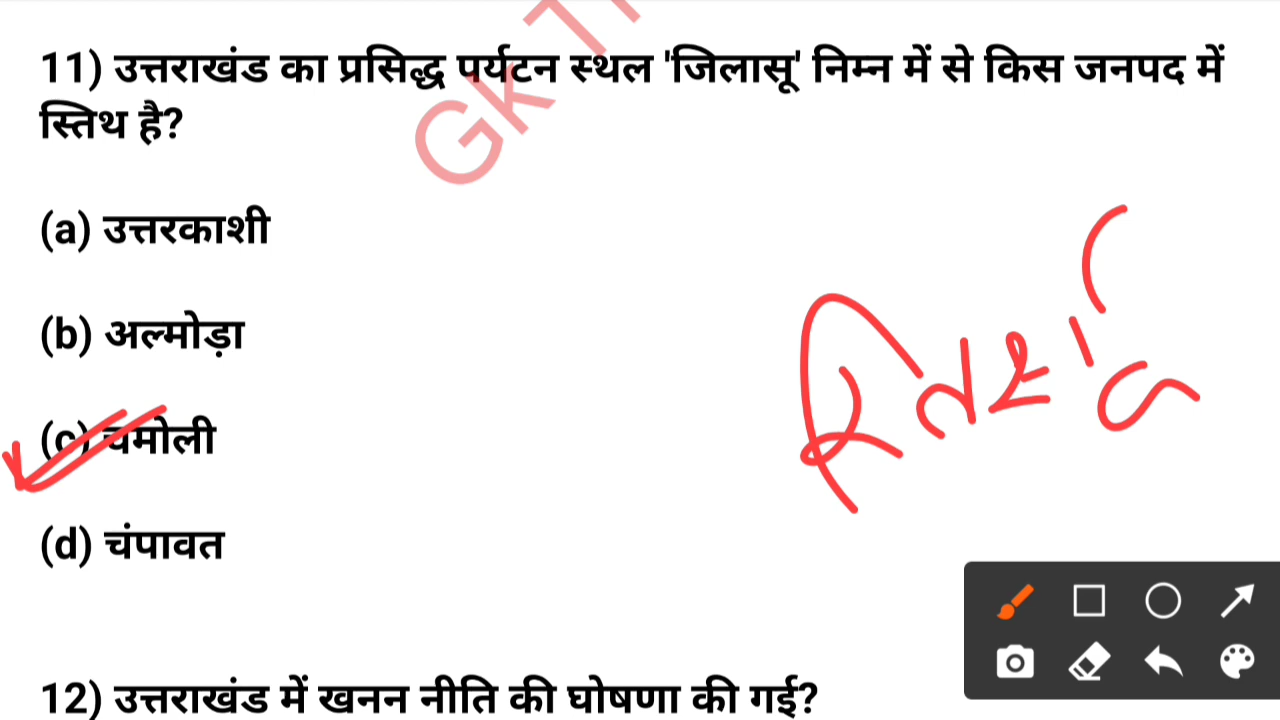 11) उत्तराखंड का प्रसिद्ध पर्यटन स्थल 'जिलासू' निम्न में से किस जनपद में
स्तिथ है?
Gk
(a) उत्तरकाशी
(b) अल्मोड़ा
(c) चमोली
(d) चंपावत
12) उत्तराखंड में खनन नीति की घोषणा की गई?